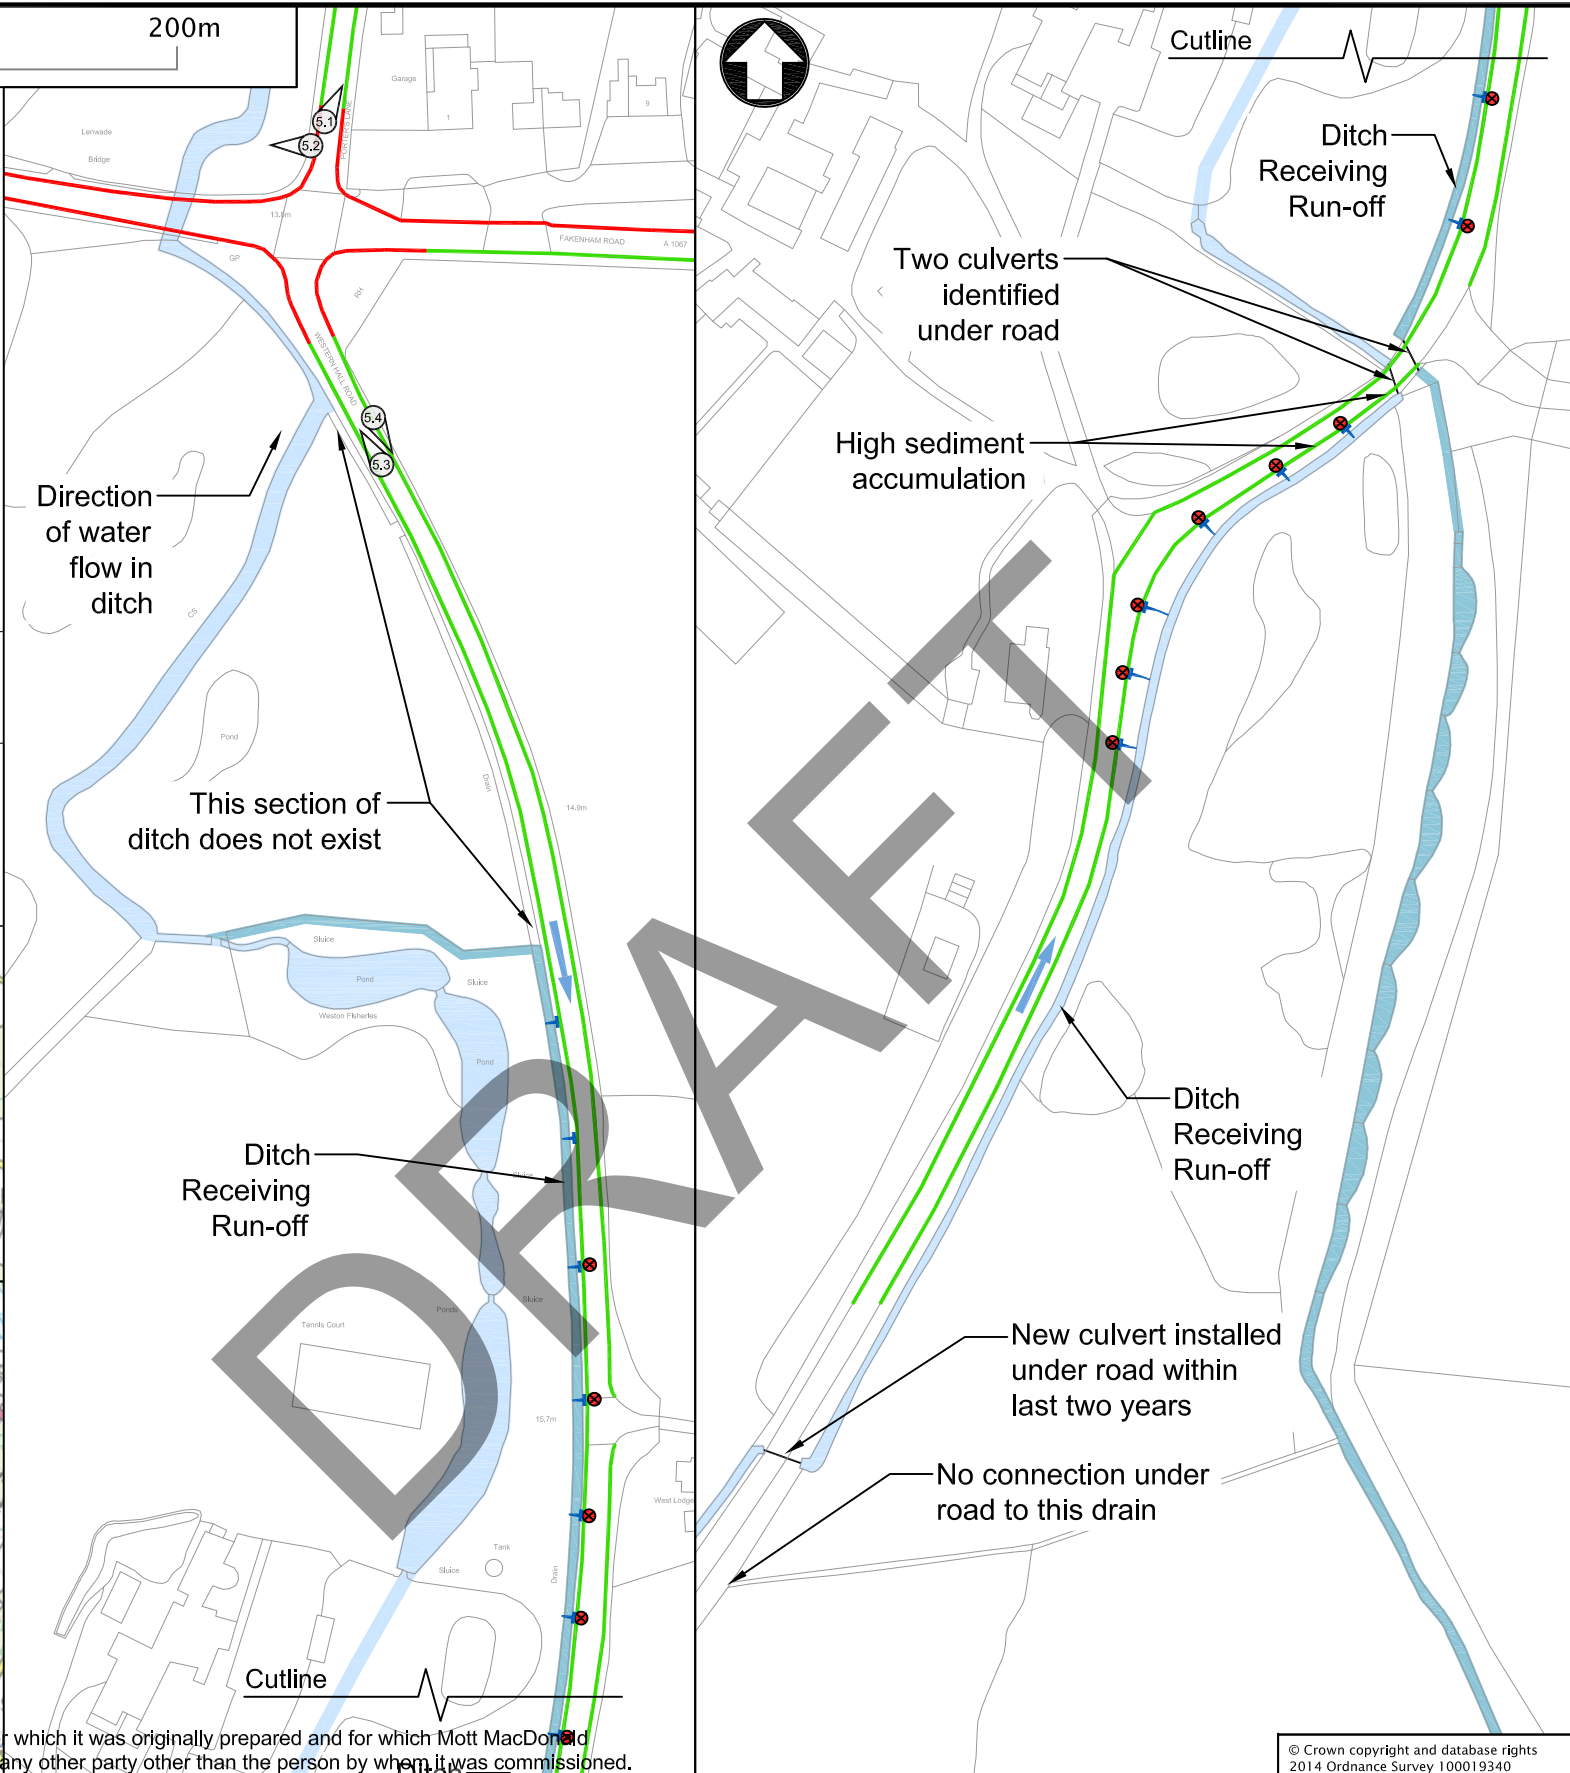 200m
Garage
1
9
Lenwade
Bridge
5.1
5.2
PORTERS LANE
13.8m
FAKENHAM ROAD
A 1067
GP
RH
WESTERN HALL ROAD
5.4
5.3
Direction
of water
flow in
ditch
CS
Pond
Drain
14.9m
This section of
ditch does not exist
Sluice
Pond
Sluice
Weston Fisheries
Pond
Ditch
Receiving
Run-off
Sluice
Sluice
Ponds
Tennis Court
15.7m
West Lodge
Tank
Sluice
Drain
Cutline
which it was originally prepared and for which Mott MacDonald
any other party other than the person by whom it was commissioned.
Ditch
Cutline
Ditch
Receiving
Run-off
Two culverts
identified
under road
High sediment
accumulation
Ditch
Receiving
Run-off
New culvert installed
under road within
last two years
No connection under
road to this drain
DRAFT
© Crown copyright and database rights
2014 Ordnance Survey 100019340